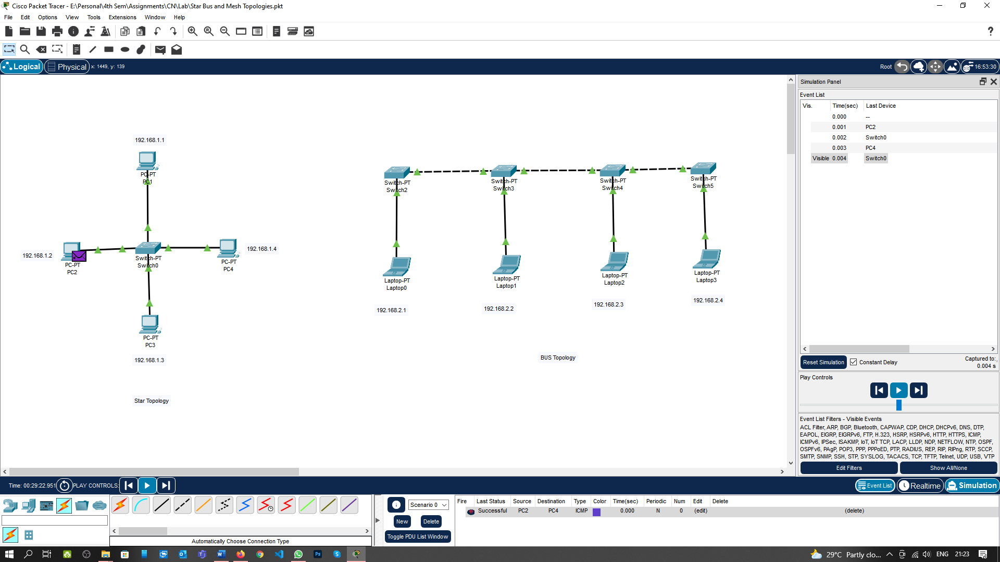 Cisco Packet Tracer - E:\Personal\4th Sem\Assignments\CN\Lab\Star Bus and Mesh Topologies.pkt
File Edit Options View Tools Extensions Window Help
Logical Physical x: 1449, y: 139 Root 16:53:30
192.168.1.1
PC-PT
PC1
192.168.1.2
PC-PT
PC2
Switch-PT
Switch0
PC-PT
PC4
192.168.1.4
PC-PT
PC3
192.168.1.3
Star Topology
Switch-PT
Switch2
Switch-PT
Switch3
Switch-PT
Switch4
Switch-PT
Switch5
Laptop-PT
Laptop0
Laptop-PT
Laptop1
Laptop-PT
Laptop2
Laptop-PT
Laptop3
192.168.2.1
192.168.2.2
192.168.2.3
192.168.2.4
BUS Topology
Simulation Panel
Event List
Vis. Time(sec) Last Device
0.000 --
0.001 PC2
0.002 Switch0
0.003 PC4
Visible 0.004 Switch0
Reset Simulation Constant Delay Captured to:
0.004 s
Play Controls
Event List Filters - Visible Events
ACL Filter, ARP, BGP, Bluetooth, CAPWAP, CDP, DHCP, DHCPv6, DNS, DTP,
EAPOL, EIGRP, EIGRPv6, FTP, H.323, HSRP, HSRPv6, HTTP, HTTPS, ICMP,
ICMPv6, IPSec, ISAKMP, IoT, IoT TCP, LACP, LLDP, NDP, NETFLOW, NTP, OSPF,
OSPFv6, PAgP, POP3, PPP, PPPoED, PTP, RADIUS, REP, RIP, RIPng, RTP, SCCP,
SMTP, SNMP, SSH, STP, SYSLOG, TACACS, TCP, TFTP, Telnet, UDP, USB, VTP
Edit Filters Show All/None
Time: 00:29:22.951 PLAY CONTROLS: Event List Realtime Simulation
Automatically Choose Connection Type
Scenario 0
New Delete
Toggle PDU List Window
Fire Last Status Source Destination Type Color Time(sec) Periodic Num Edit Delete
Successful PC2 PC4 ICMP 0.000 N 0 (edit) (delete)
29°C Partly clo... ENG 21:23